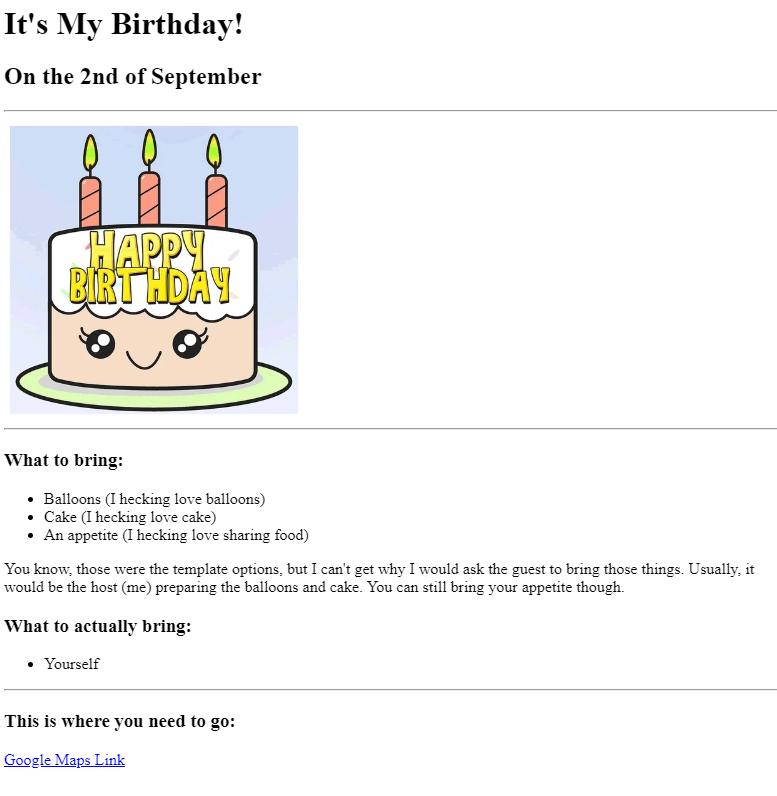 It's My Birthday!
On the 2nd of September
HAPPY
BIRTHDAY
What to bring:
• Balloons (I hecking love balloons)
• Cake (I hecking love cake)
• An appetite (I hecking love sharing food)
You know, those were the template options, but I can't get why I would ask the guest to bring those things. Usually, it
would be the host (me) preparing the balloons and cake. You can still bring your appetite though.
What to actually bring:
• Yourself
This is where you need to go:
Google Maps Link